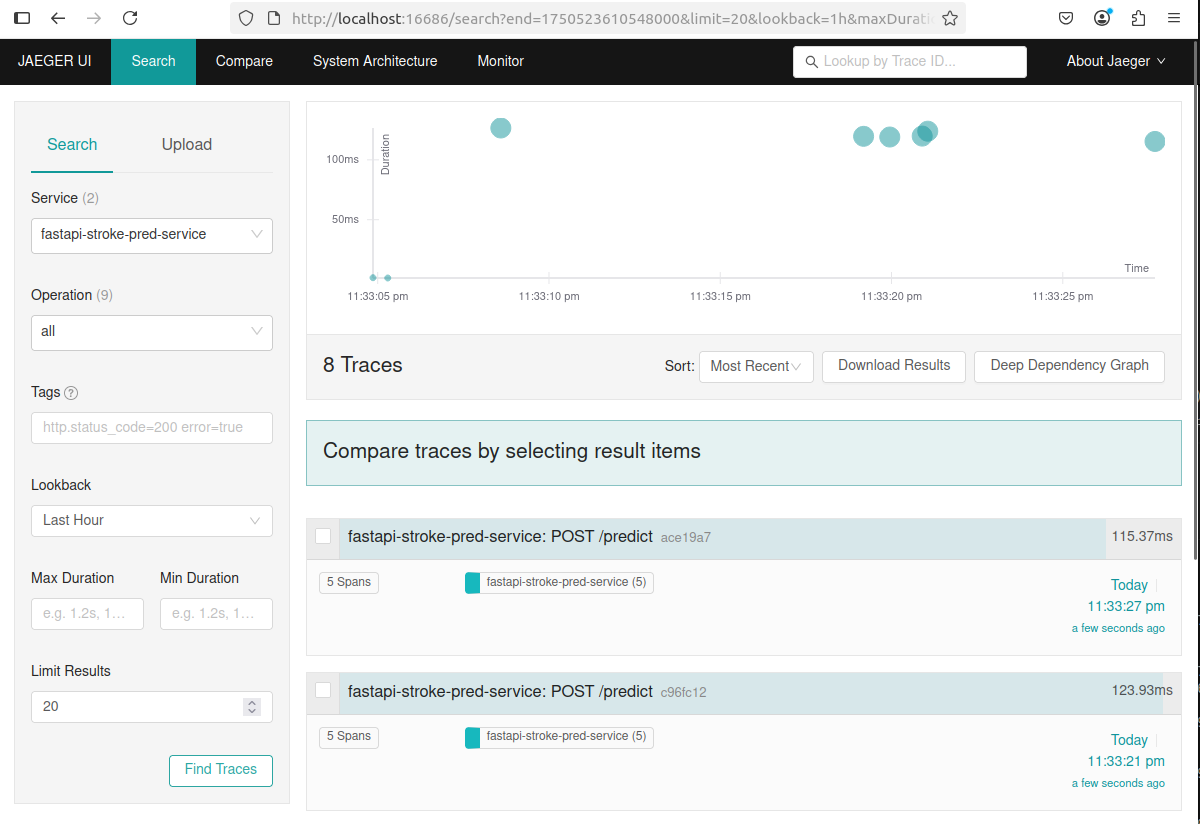 http://localhost:16686/search?end=1750523610548000&limit=20&lookback=1h&maxDurati
JAEGER UI
Search
Compare
System Architecture
Monitor
Lookup by Trace ID...
About Jaeger
Search
Upload
Service (2)
fastapi-stroke-pred-service
Operation (9)
all
Tags
http.status_code=200 error=true
Lookback
Last Hour
Max Duration
Min Duration
e.g. 1.2s, 1…
e.g. 1.2s, 1…
Limit Results
20
Find Traces
Duration
100ms
50ms
Time
11:33:05 pm
11:33:10 pm
11:33:15 pm
11:33:20 pm
11:33:25 pm
8 Traces
Sort:
Most Recent
Download Results
Deep Dependency Graph
Compare traces by selecting result items
fastapi-stroke-pred-service: POST /predict ace19a7
115.37ms
5 Spans
fastapi-stroke-pred-service (5)
Today
11:33:27 pm
a few seconds ago
fastapi-stroke-pred-service: POST /predict c96fc12
123.93ms
5 Spans
fastapi-stroke-pred-service (5)
Today
11:33:21 pm
a few seconds ago